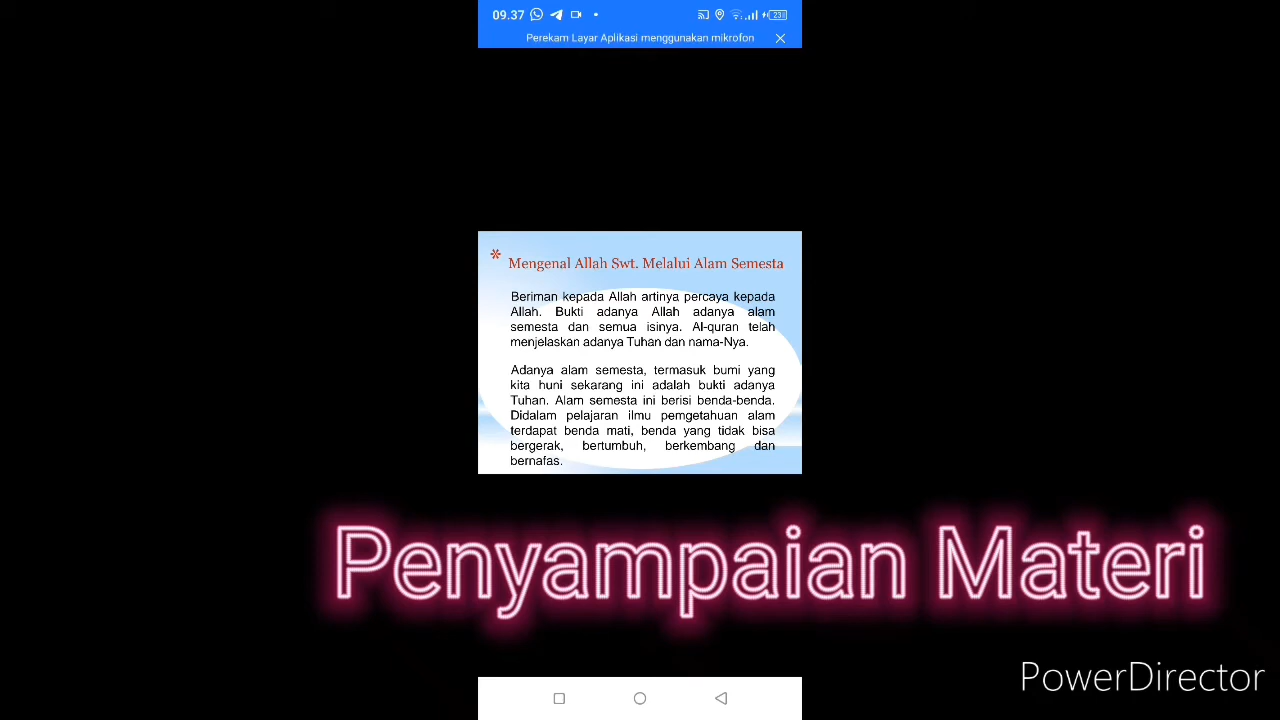 09.37
23
Perekam Layar Aplikasi menggunakan mikrofon
* Mengenal Allah Swt. Melalui Alam Semesta
Beriman kepada Allah artinya percaya kepada
Allah. Bukti adanya Allah adanya alam
semesta dan semua isinya. Al-quran telah
menjelaskan adanya Tuhan dan nama-Nya.
Adanya alam semesta, termasuk bumi yang
kita huni sekarang ini adalah bukti adanya
Tuhan. Alam semesta ini berisi benda-benda.
Didalam pelajaran ilmu pemgetahuan alam
terdapat benda mati, benda yang tidak bisa
bergerak, bertumbuh, berkembang dan
bernafas.
Penyampaian Materi
PowerDirector